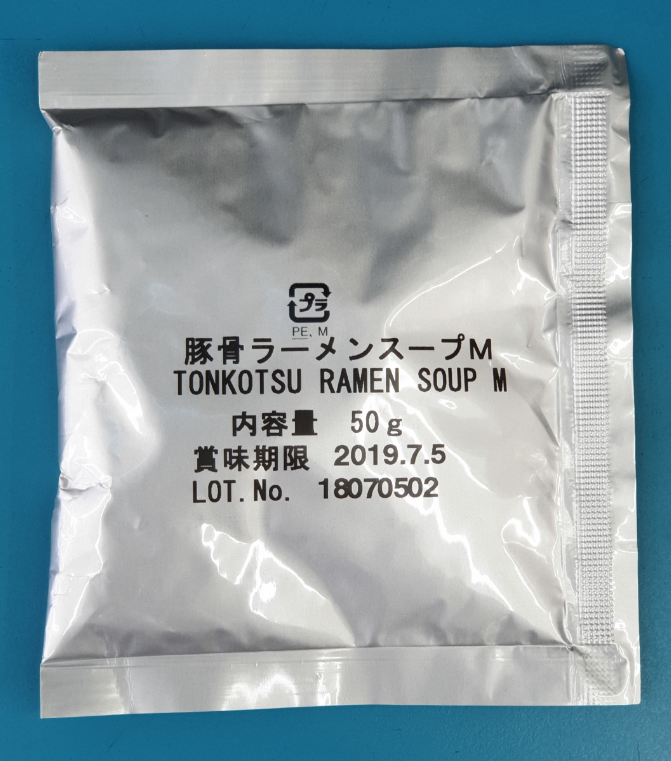 プラ
PE、M
豚骨ラーメンスープM
TONKOTSU RAMEN SOUP M
内容量 50g
賞味期限 2019.7.5
LOT.No. 18070502